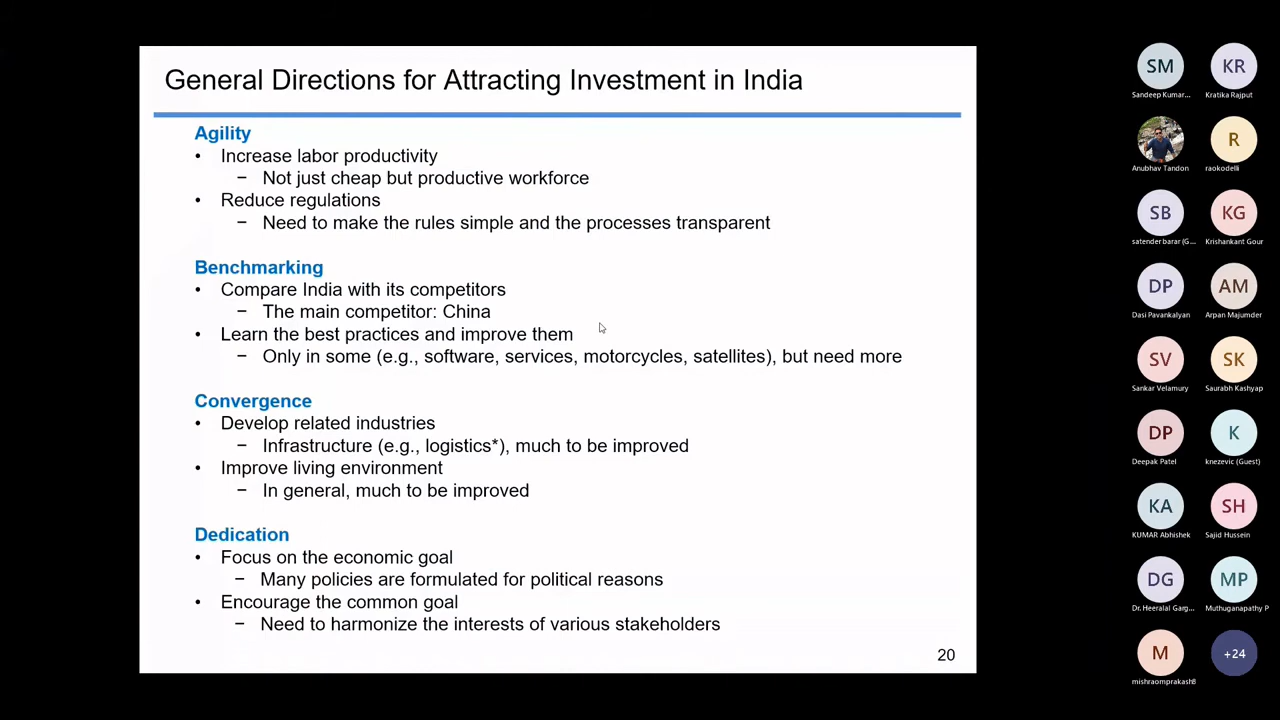 General Directions for Attracting Investment in India
Agility
• Increase labor productivity
− Not just cheap but productive workforce
• Reduce regulations
− Need to make the rules simple and the processes transparent
Benchmarking
• Compare India with its competitors
− The main competitor: China
• Learn the best practices and improve them
− Only in some (e.g., software, services, motorcycles, satellites), but need more
Convergence
• Develop related industries
− Infrastructure (e.g., logistics*), much to be improved
• Improve living environment
− In general, much to be improved
Dedication
• Focus on the economic goal
− Many policies are formulated for political reasons
• Encourage the common goal
− Need to harmonize the interests of various stakeholders
20
SM KR
Sandeep Kumar... Kratika Rajput
R
Anubhav Tandon raokodelli
SB KG
satender barar (G... Krishankant Gour
DP AM
Dasi Pavankalyan Arpan Majumder
SV SK
Sankar Velamury Saurabh Kashyap
DP K
Deepak Patel knezevic (Guest)
KA SH
KUMAR Abhishek Sajid Hussein
DG MP
Dr. Heeralal Garg... Muthuganapathy P
M +24
mishraomprakash8